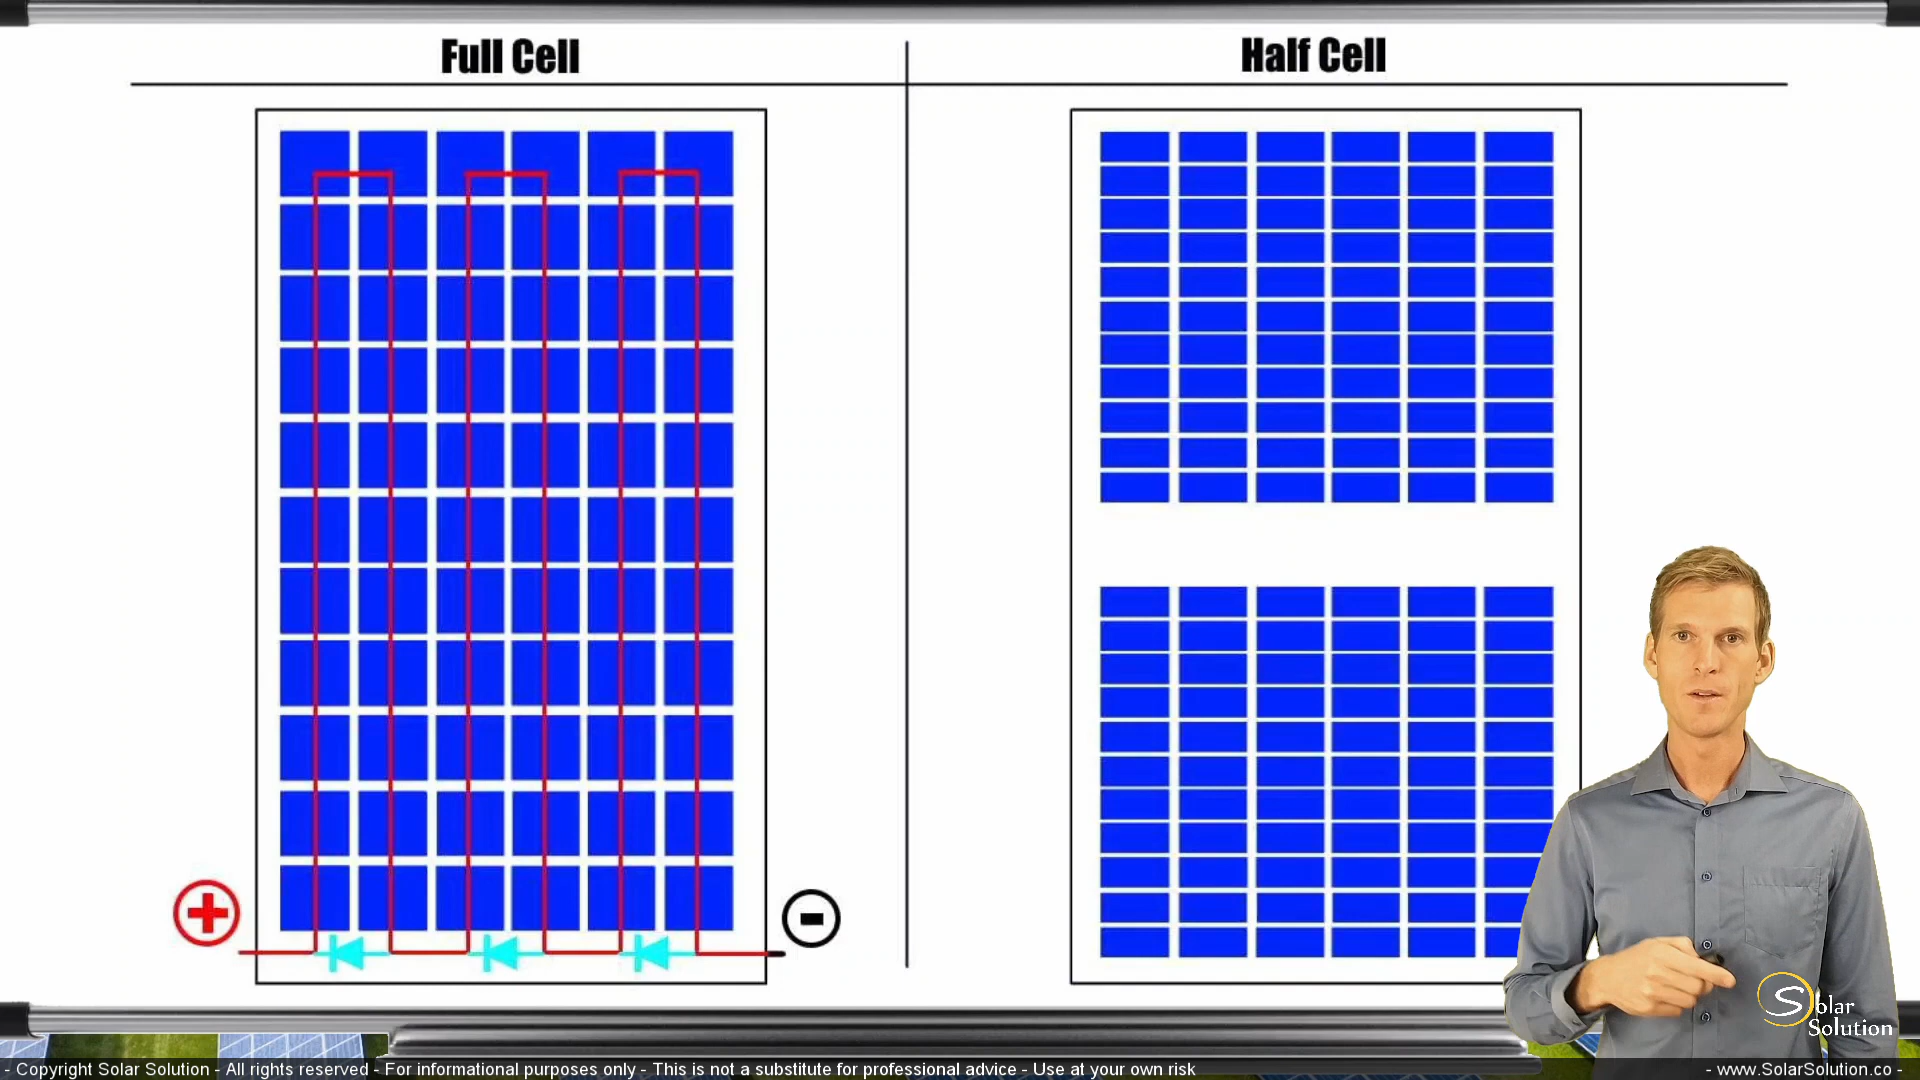 Full Cell
Half Cell
+
-
Solar
Solution
- Copyright Solar Solution - All rights reserved - For informational purposes only - This is not a substitute for professional advice - Use at your own risk
- www.SolarSolution.co -